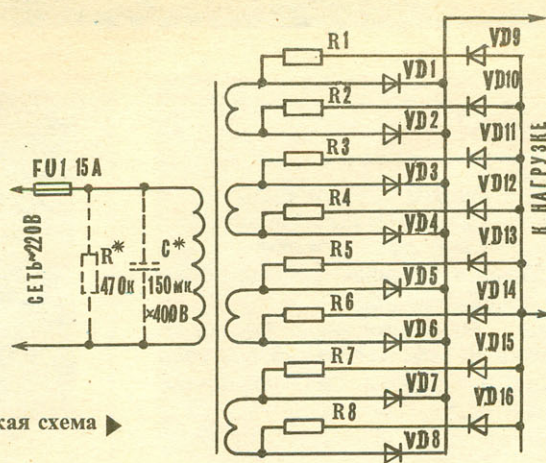 R1
VD9
VD1
VD10
R2
VD2
VD11
R3
VD3
VD12
R4
VD4
VD13
R5
VD5
VD14
R6
VD6
VD15
R7
VD7
VD16
R8
VD8
FU1 15А
СЕТЬ~220В
R*
470к
C*
150мк
×400В
К НАГРУЗКЕ
кая схема